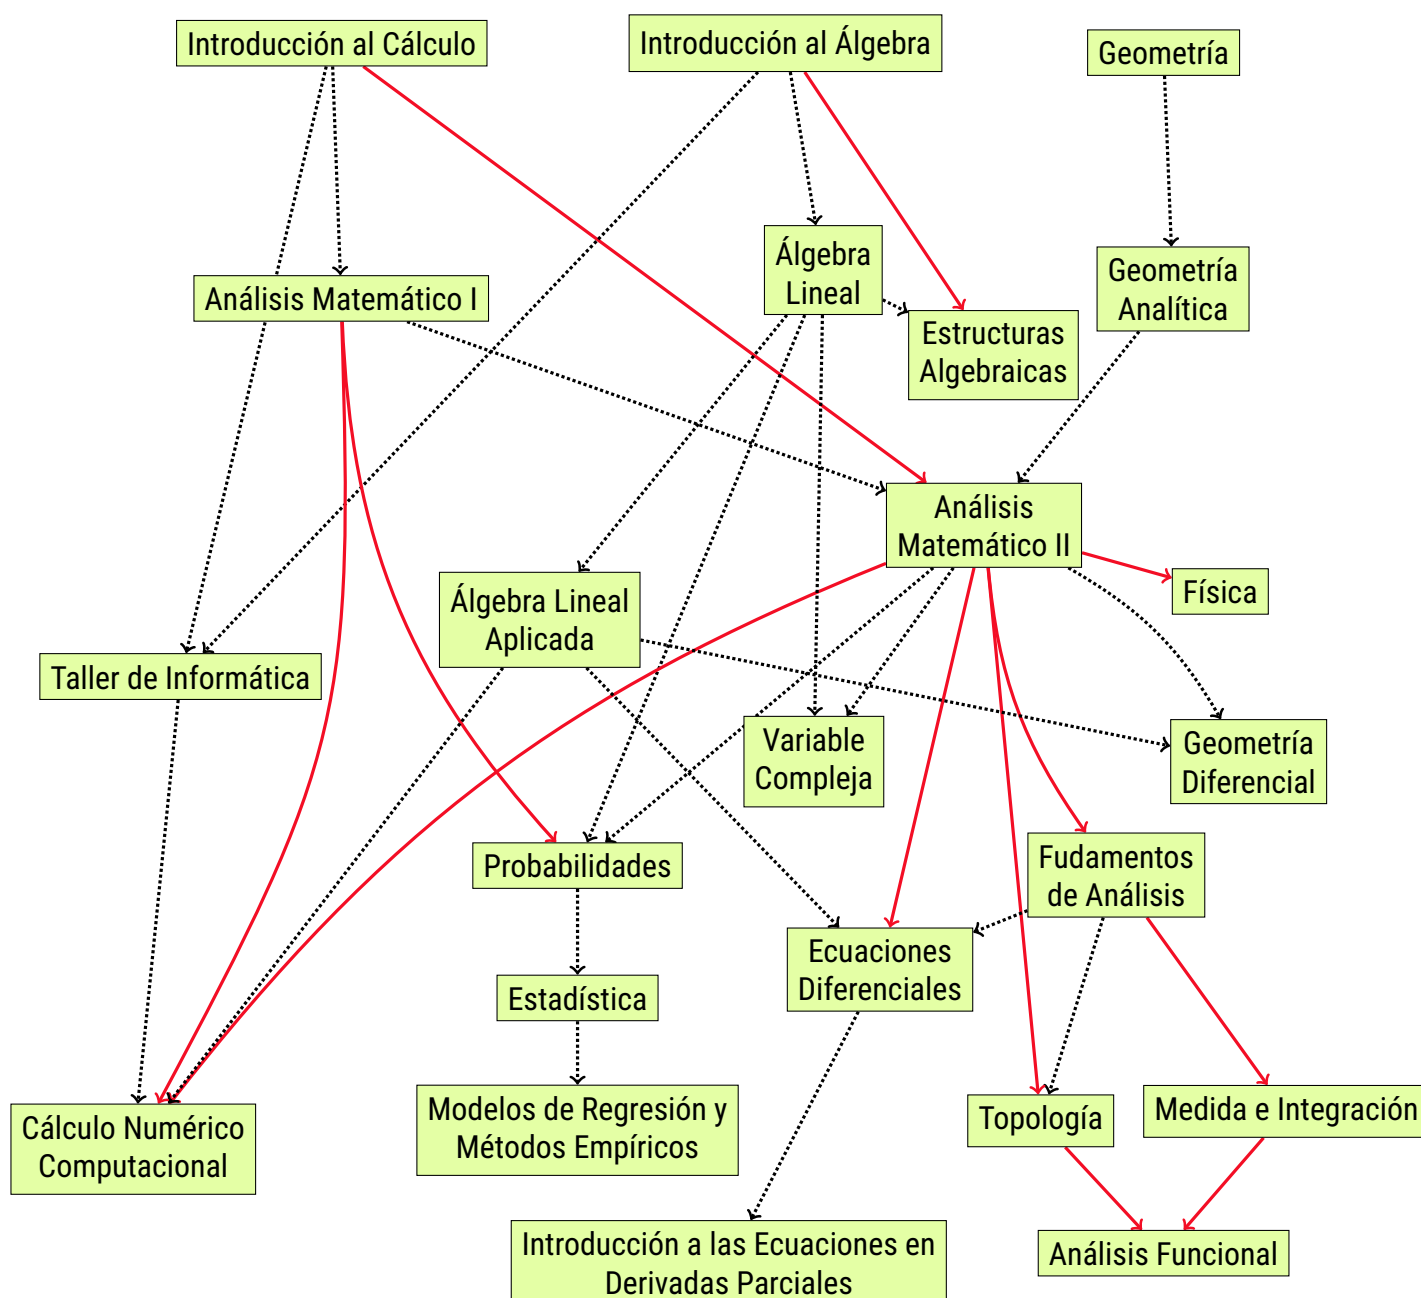 Introducción al Cálculo
Introducción al Álgebra
Geometría
Álgebra
Lineal
Geometría
Analítica
Análisis Matemático I
Estructuras
Algebraicas
Análisis
Matemático II
Física
Álgebra Lineal
Aplicada
Taller de Informática
Variable
Compleja
Geometría
Diferencial
Probabilidades
Fudamentos
de Análisis
Ecuaciones
Diferenciales
Estadística
Cálculo Numérico
Computacional
Modelos de Regresión y
Métodos Empíricos
Topología
Medida e Integración
Introducción a las Ecuaciones en
Derivadas Parciales
Análisis Funcional